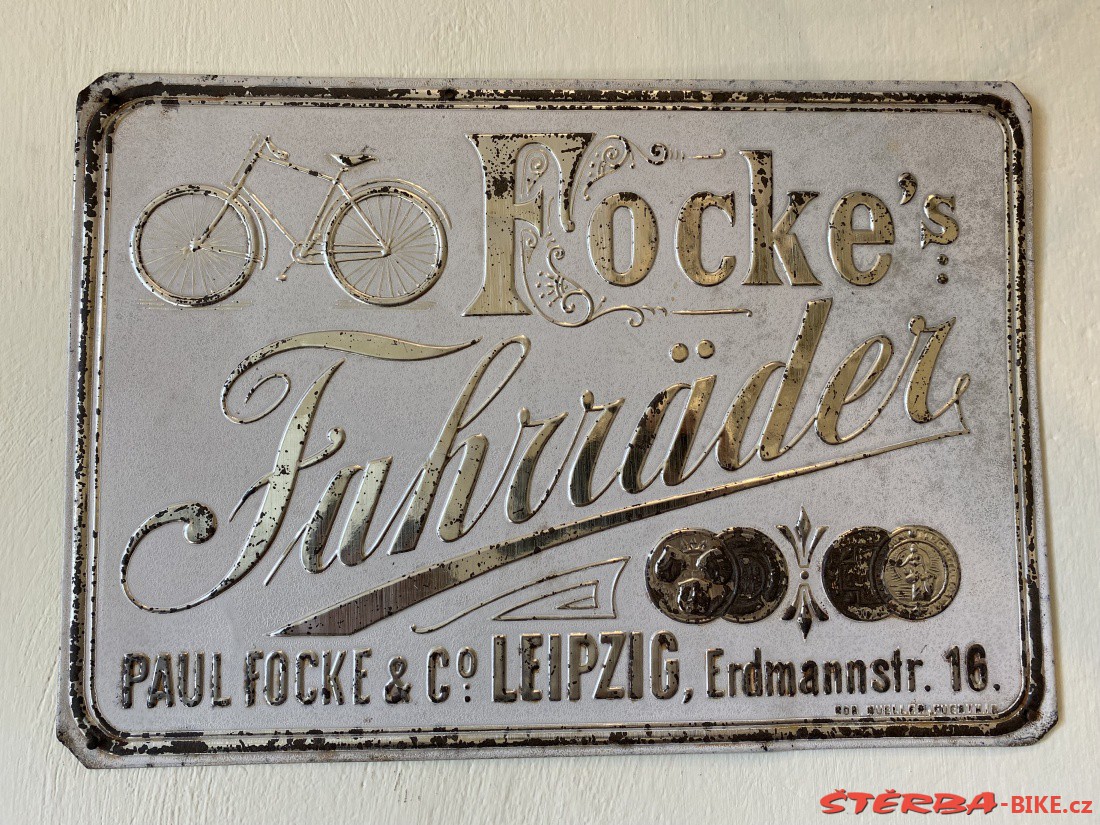 Focke's
Fahrräder
PAUL FOCKE & Cº LEIPZIG, Erdmannstr. 16.
ŠTĚRBA-BIKE.cz